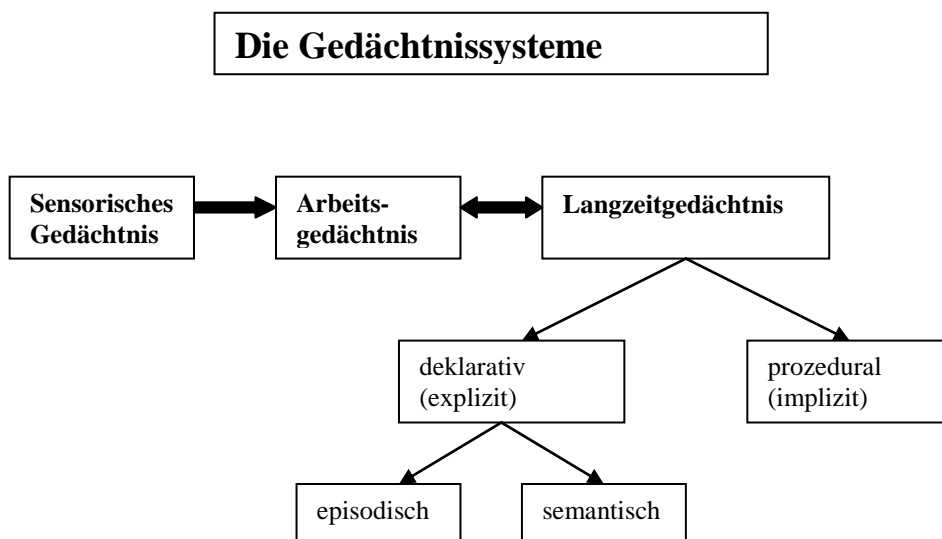 Die Gedächtnissysteme
Sensorisches
Gedächtnis
Arbeits-
gedächtnis
Langzeitgedächtnis
deklarativ
(explizit)
prozedural
(implizit)
episodisch
semantisch